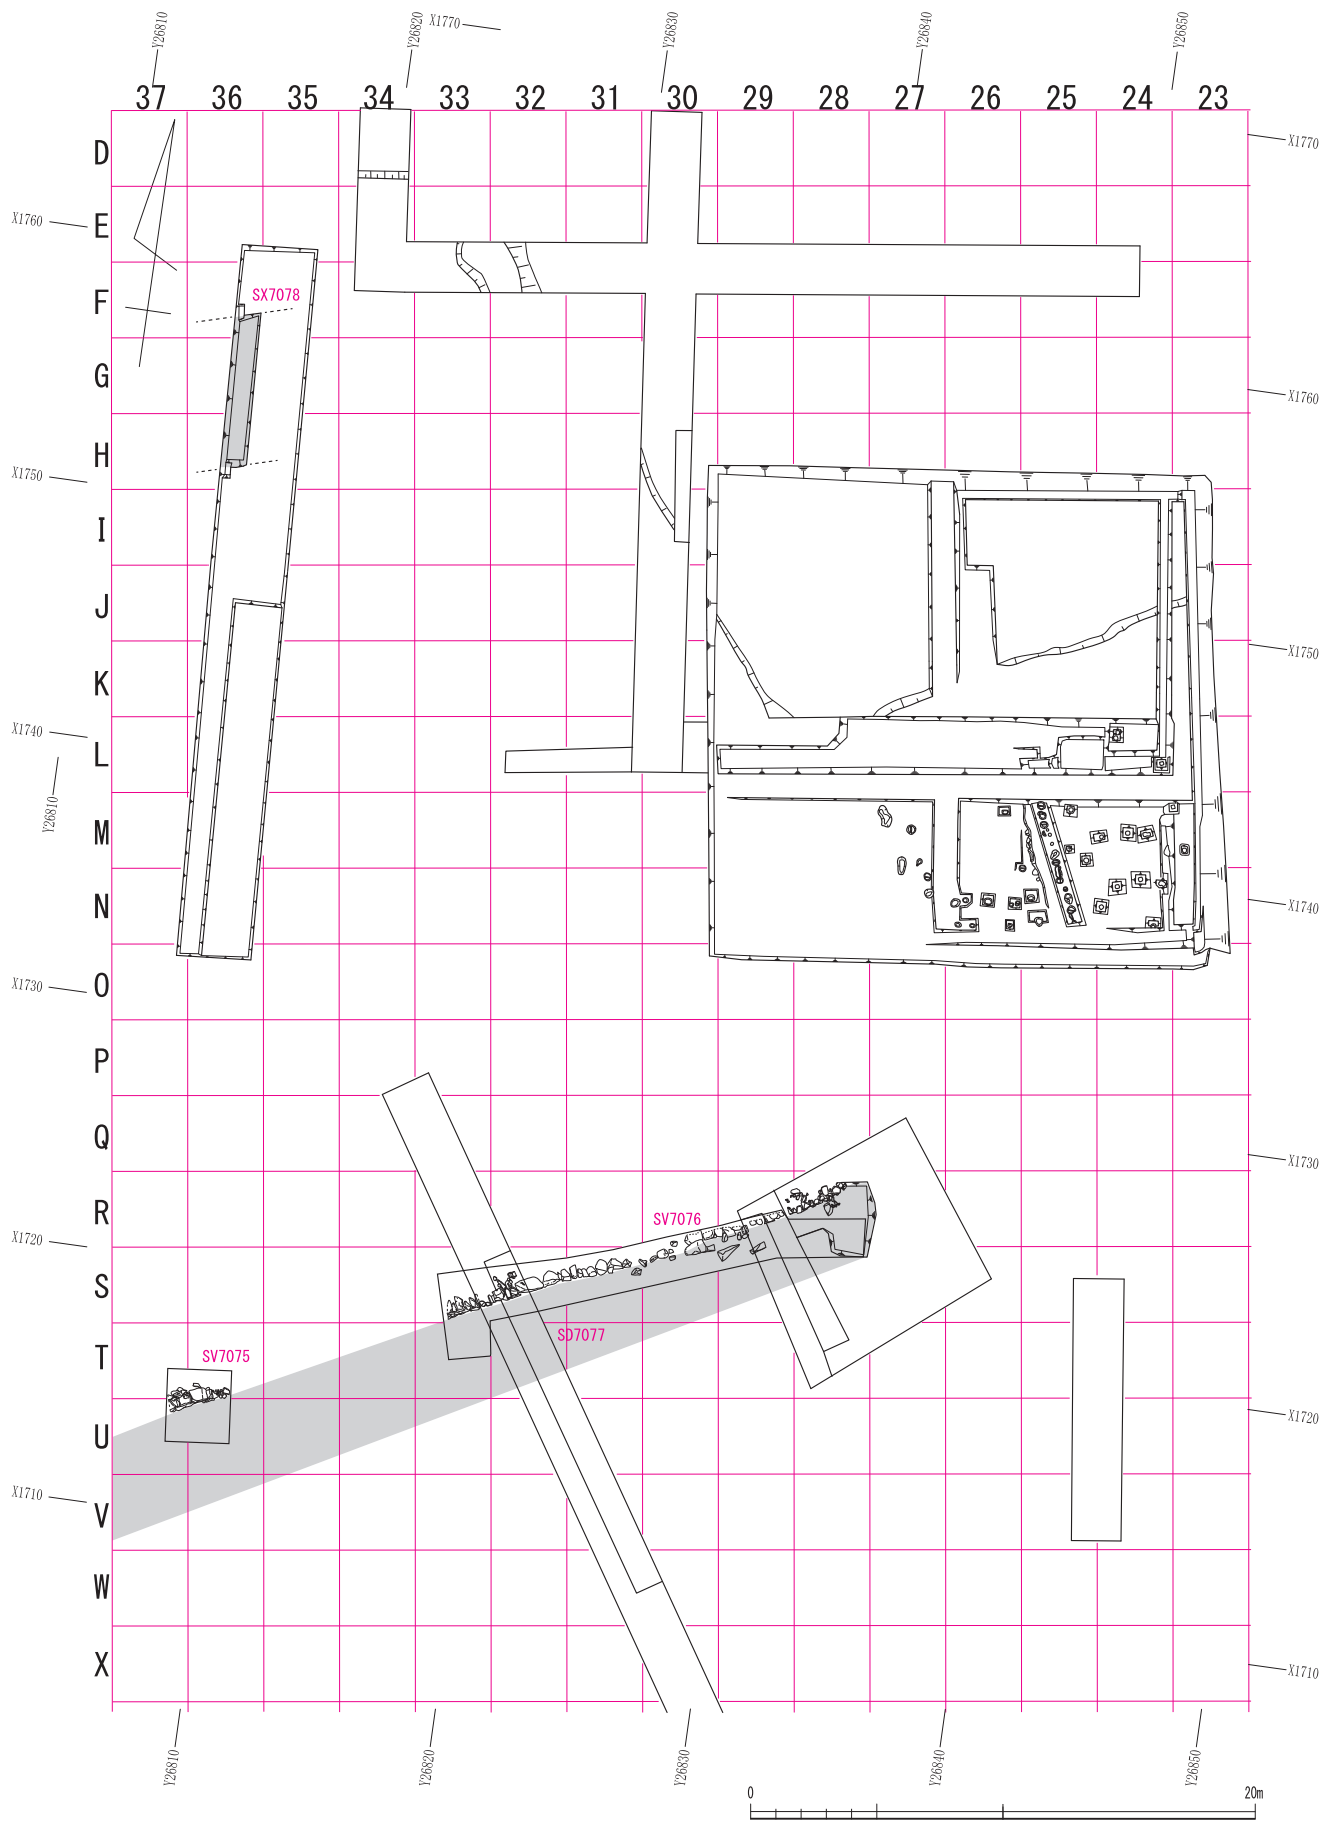 Y26810
Y26820
X1770
Y26830
Y26840
Y26850
37 36 35 34 33 32 31 30 29 28 27 26 25 24 23
D
X1770
X1760
E
F
SX7078
G
X1760
H
X1750
I
J
X1750
K
X1740
L
Y26810
M
N
X1740
O
X1730
P
Q
X1730
R
SV7076
X1720
S
SD7077
T
SV7075
U
X1720
V
X1710
W
X
X1710
Y26810
Y26820
Y26830
Y26840
Y26850
0 20m